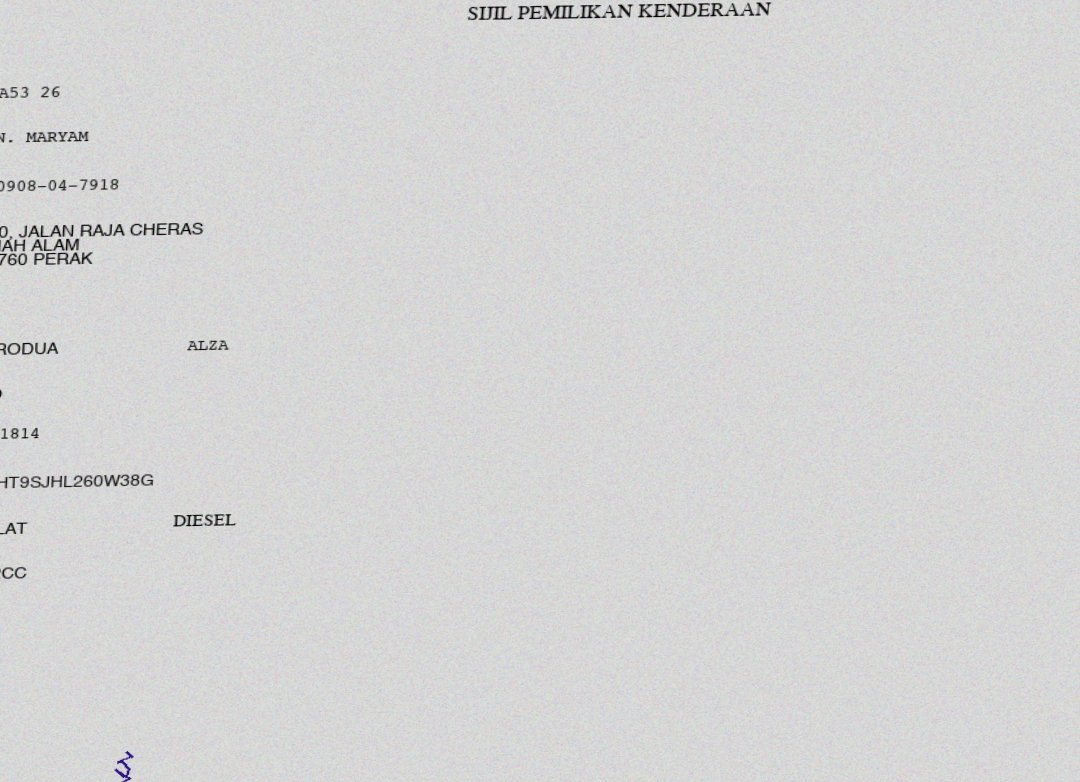 SIJIL PEMILIKAN KENDERAAN
A53 26
N. MARYAM
0908-04-7918
0, JALAN RAJA CHERAS
HAH ALAM
760 PERAK
RODUA ALZA
1814
HT9SJHL260W38G
LAT DIESEL
CC